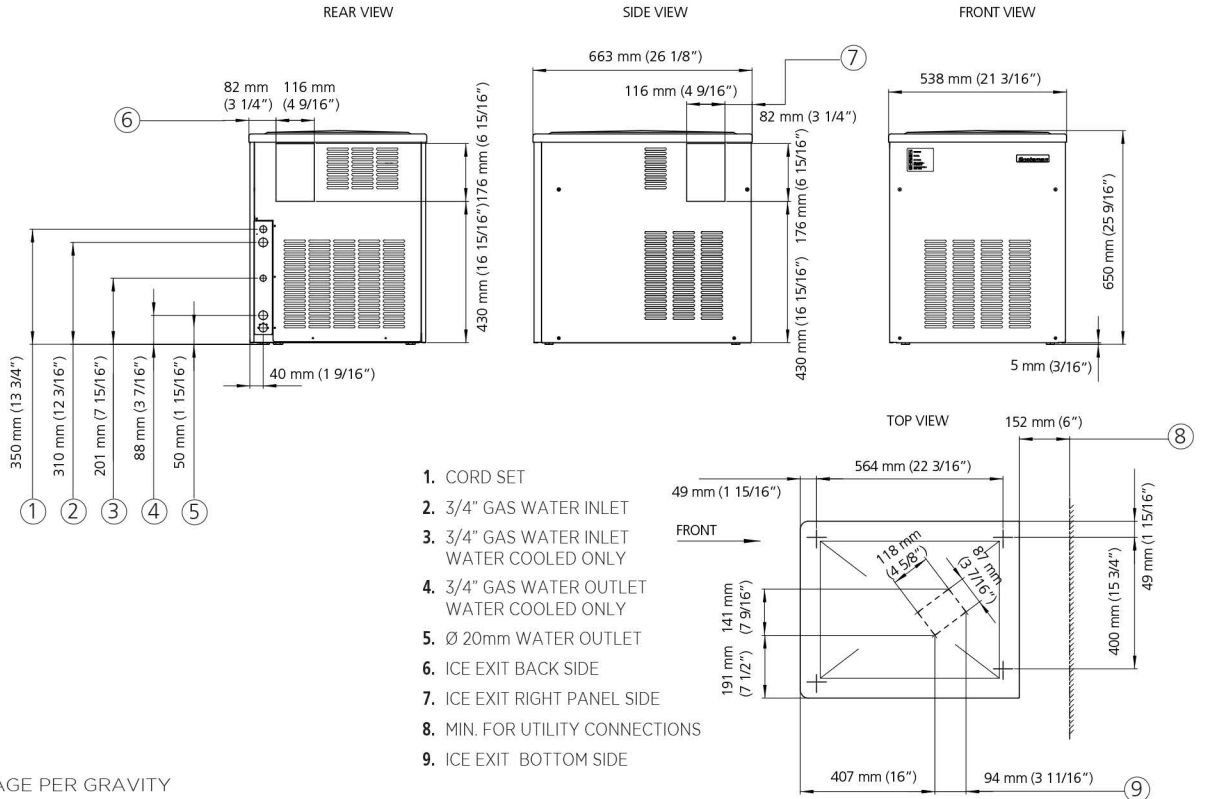 REAR VIEW
SIDE VIEW
FRONT VIEW
82 mm
(3 1/4")
116 mm
(4 9/16")
6
176 mm (6 15/16")
430 mm (16 15/16")
350 mm (13 3/4")
310 mm (12 3/16")
201 mm (7 15/16")
88 mm (3 7/16")
50 mm (1 15/16")
40 mm (1 9/16")
1
2
3
4
5
663 mm (26 1/8")
7
116 mm (4 9/16")
82 mm (3 1/4")
176 mm (6 15/16")
430 mm (16 15/16")
538 mm (21 3/16")
Scotsman
650 mm (25 9/16")
5 mm (3/16")
1. CORD SET
2. 3/4" GAS WATER INLET
3. 3/4" GAS WATER INLET
WATER COOLED ONLY
4. 3/4" GAS WATER OUTLET
WATER COOLED ONLY
5. Ø 20mm WATER OUTLET
6. ICE EXIT BACK SIDE
7. ICE EXIT RIGHT PANEL SIDE
8. MIN. FOR UTILITY CONNECTIONS
9. ICE EXIT BOTTOM SIDE
TOP VIEW
152 mm (6")
8
564 mm (22 3/16")
49 mm (1 15/16")
FRONT
118 mm
(4 5/8")
87 mm
(3 7/16")
141 mm
(7 9/16")
191 mm
(7 1/2")
49 mm (1 15/16")
400 mm (15 3/4")
407 mm (16")
94 mm (3 11/16")
9
AGE PER GRAVITY